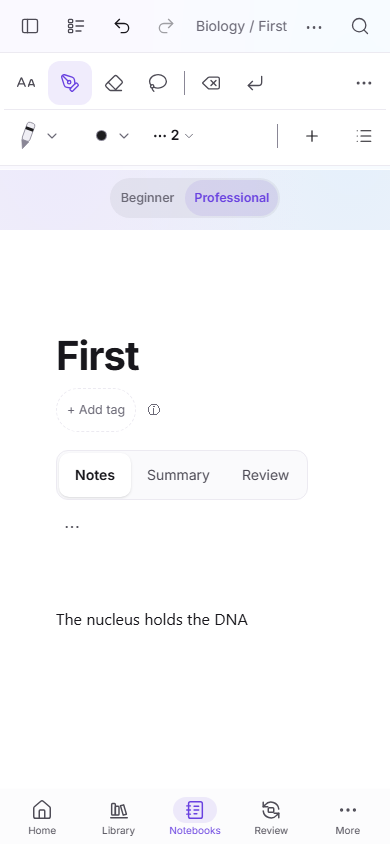 Biology / First
AA
2
Beginner Professional
First
+ Add tag
Notes Summary Review
The nucleus holds the DNA
Home Library Notebooks Review More